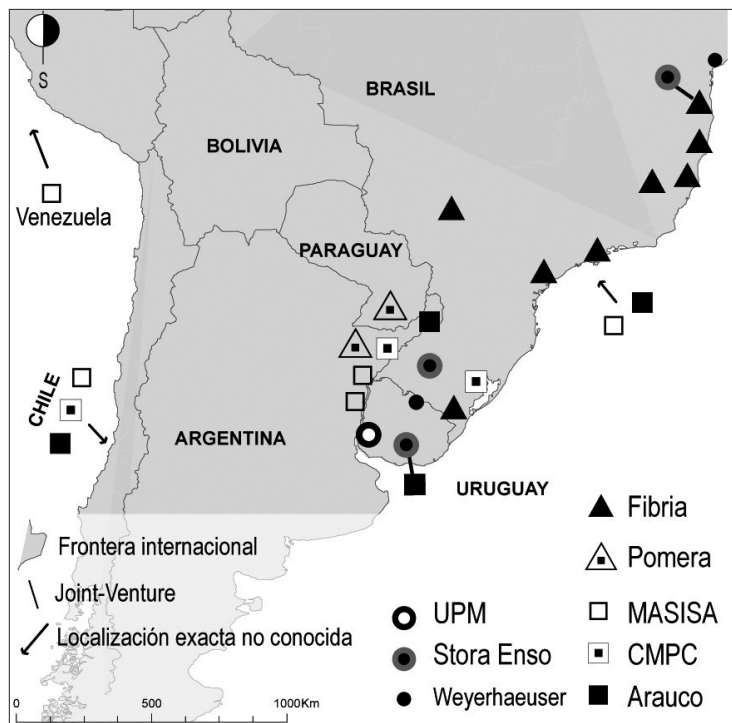 S
BRASIL
BOLIVIA
Venezuela
PARAGUAY
CHILE
ARGENTINA
URUGUAY
Frontera internacional
Joint-Venture
Localización exacta no conocida
UPM
Stora Enso
Weyerhaeuser
Fibria
Pomera
MASISA
CMPC
Arauco
0 500 1000Km